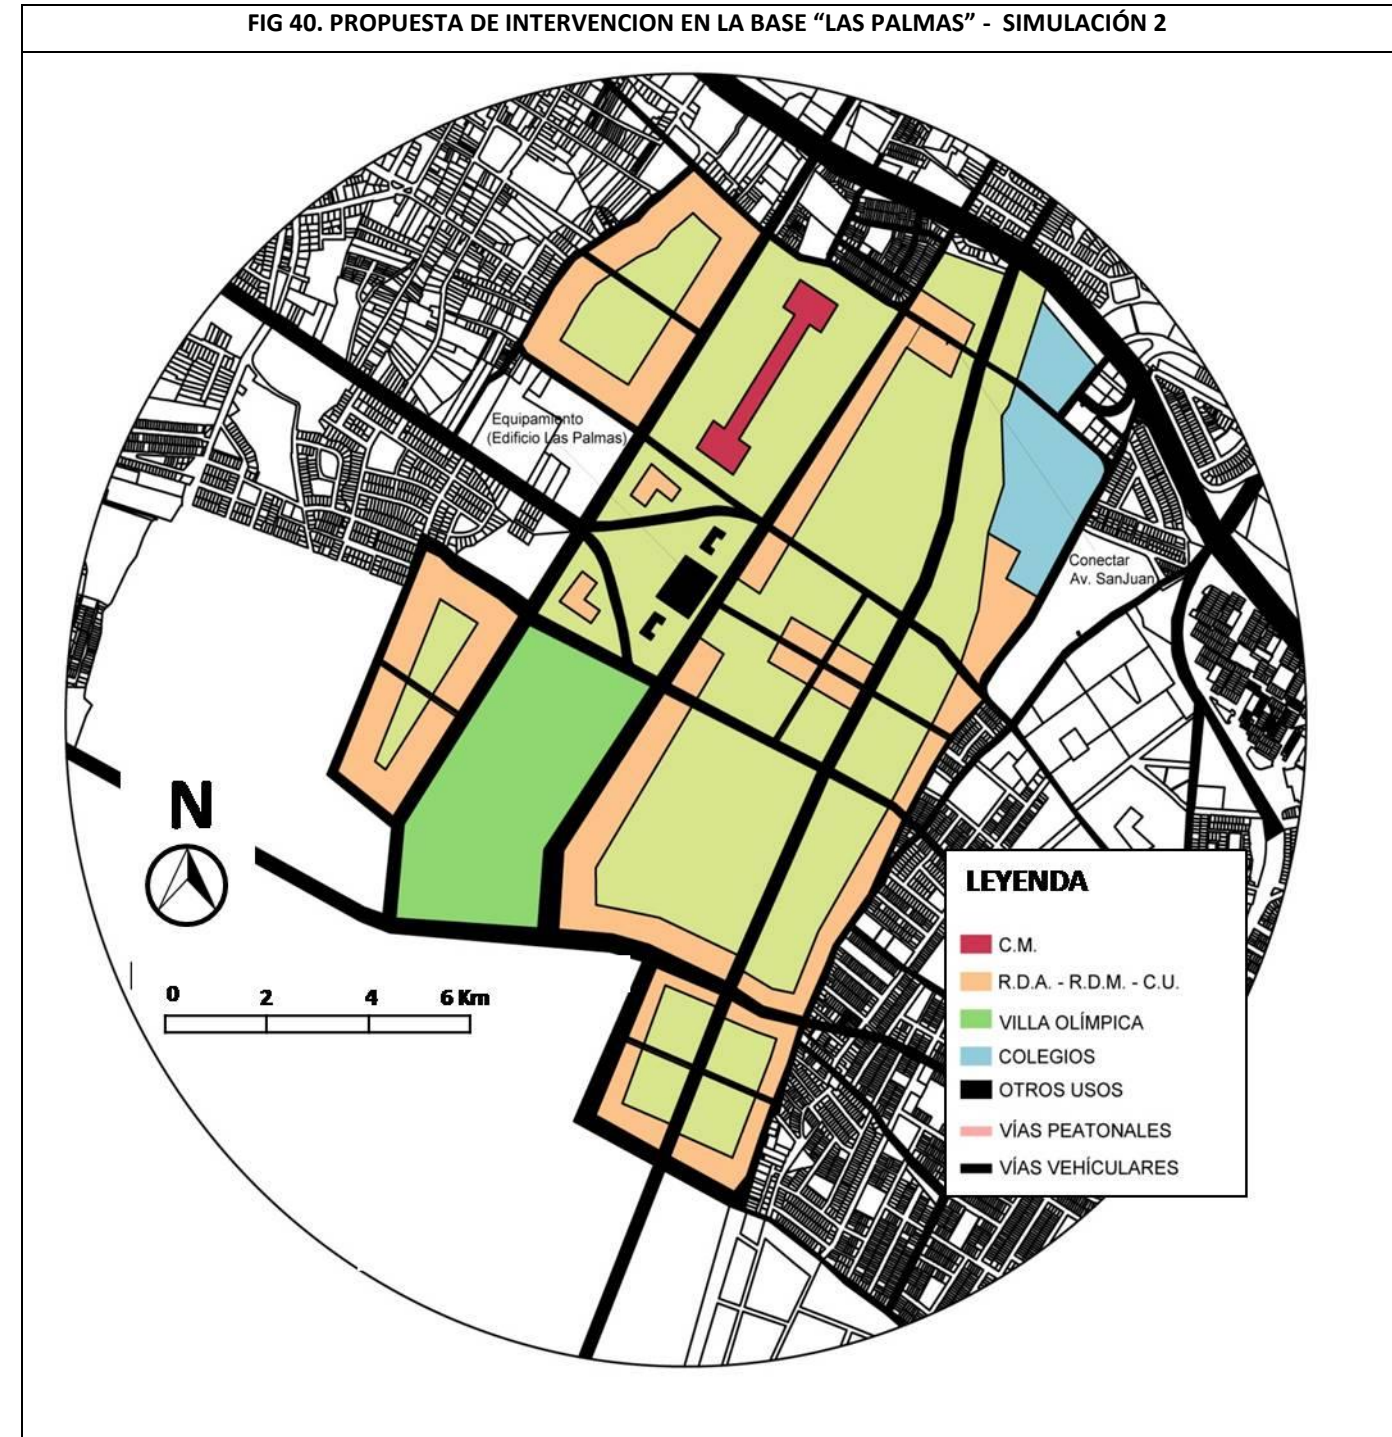 FIG 40. PROPUESTA DE INTERVENCION EN LA BASE “LAS PALMAS” - SIMULACIÓN 2
Equipamiento
(Edificio Las Palmas)
Conectar
Av. SanJuan
N
0 2 4 6 Km
LEYENDA
C.M.
R.D.A. - R.D.M. - C.U.
VILLA OLÍMPICA
COLEGIOS
OTROS USOS
VÍAS PEATONALES
VÍAS VEHÍCULARES